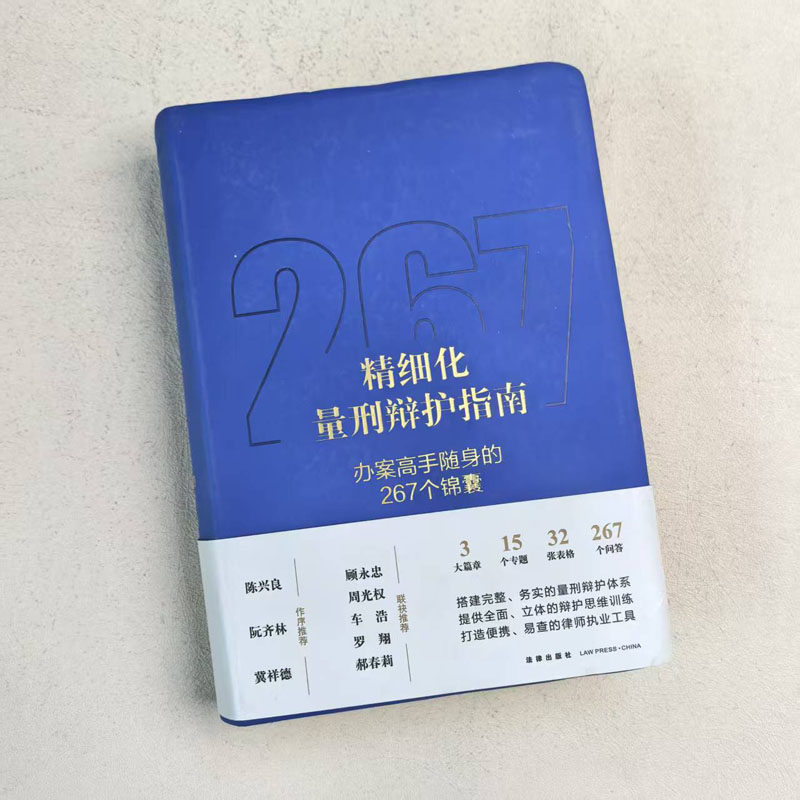 267
精细化
量刑辩护指南
办案高手随身的
267个锦囊
陈兴良
阮齐林
冀祥德
作序推荐
顾永忠
周光权
车浩
罗翔
郝春莉
联袂推荐
3 15 32 267
大篇章 个专题 张表格 个问答
搭建完整、务实的量刑辩护体系
提供全面、立体的辩护思维训练
打造便携、易查的律师执业工具
法律出版社 LAW PRESS·CHINA